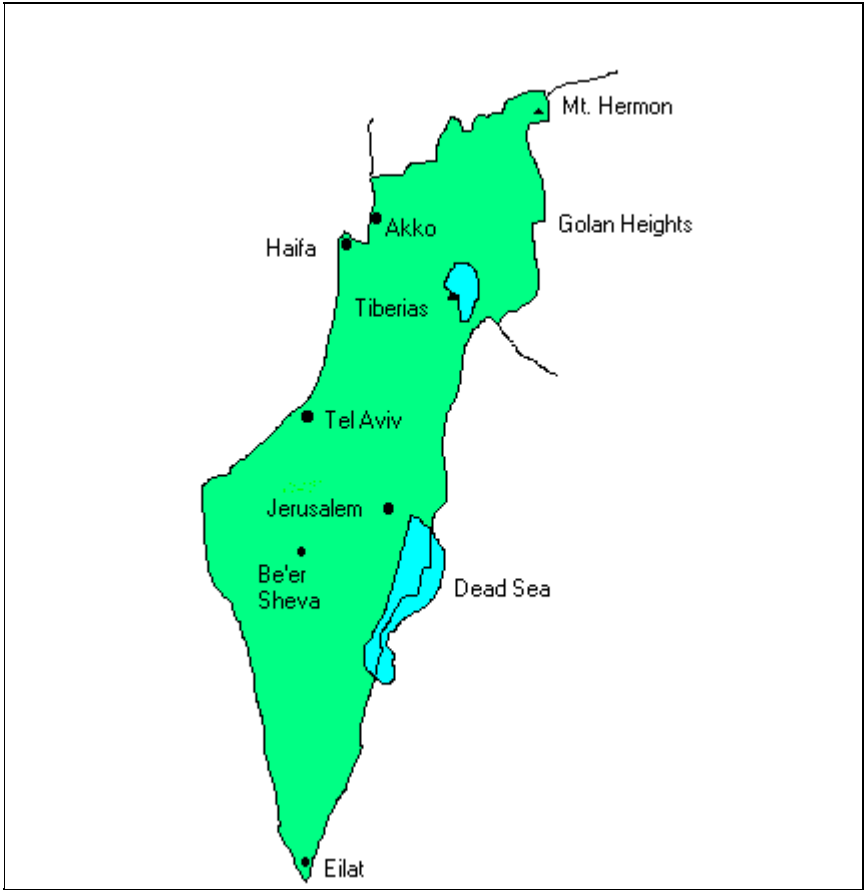 Mt. Hermon
Golan Heights
Akko
Haifa
Tiberias
Tel Aviv
Jerusalem
Be'er
Sheva
Dead Sea
Eilat